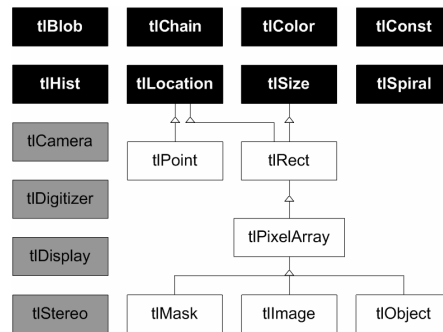 tlBlob tlChain tlColor tlConst
tlHist tlLocation tlSize tlSpiral
tlCamera tlPoint tlRect
tlDigitizer
tlPixelArray
tlDisplay
tlStereo tlMask tlImage tlObject